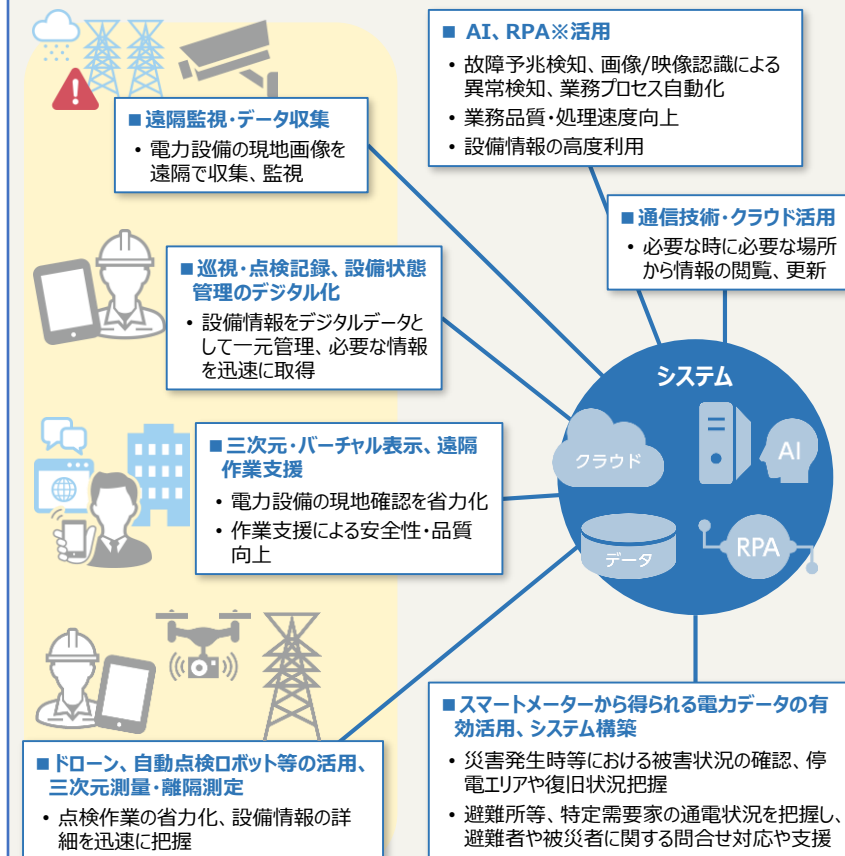 ■ AI、RPA※活用
• 故障予兆検知、画像/映像認識による
異常検知、業務プロセス自動化
• 業務品質・処理速度向上
• 設備情報の高度利用
■遠隔監視・データ収集
• 電力設備の現地画像を
遠隔で収集、監視
■通信技術・クラウド活用
• 必要な時に必要な場所
から情報の閲覧、更新
■巡視・点検記録、設備状態
管理のデジタル化
• 設備情報をデジタルデータと
して一元管理、必要な情報
を迅速に取得
システム
クラウド
AI
データ
RPA
■三次元・バーチャル表示、遠隔
作業支援
• 電力設備の現地確認を省力化
• 作業支援による安全性・品質
向上
■ドローン、自動点検ロボット等の活用、
三次元測量・離隔測定
• 点検作業の省力化、設備情報の詳
細を迅速に把握
■スマートメーターから得られる電力データの有
効活用、システム構築
• 災害発生時等における被害状況の確認、停
電エリアや復旧状況把握
• 避難所等、特定需要家の通電状況を把握し、
避難者や被災者に関する問合せ対応や支援